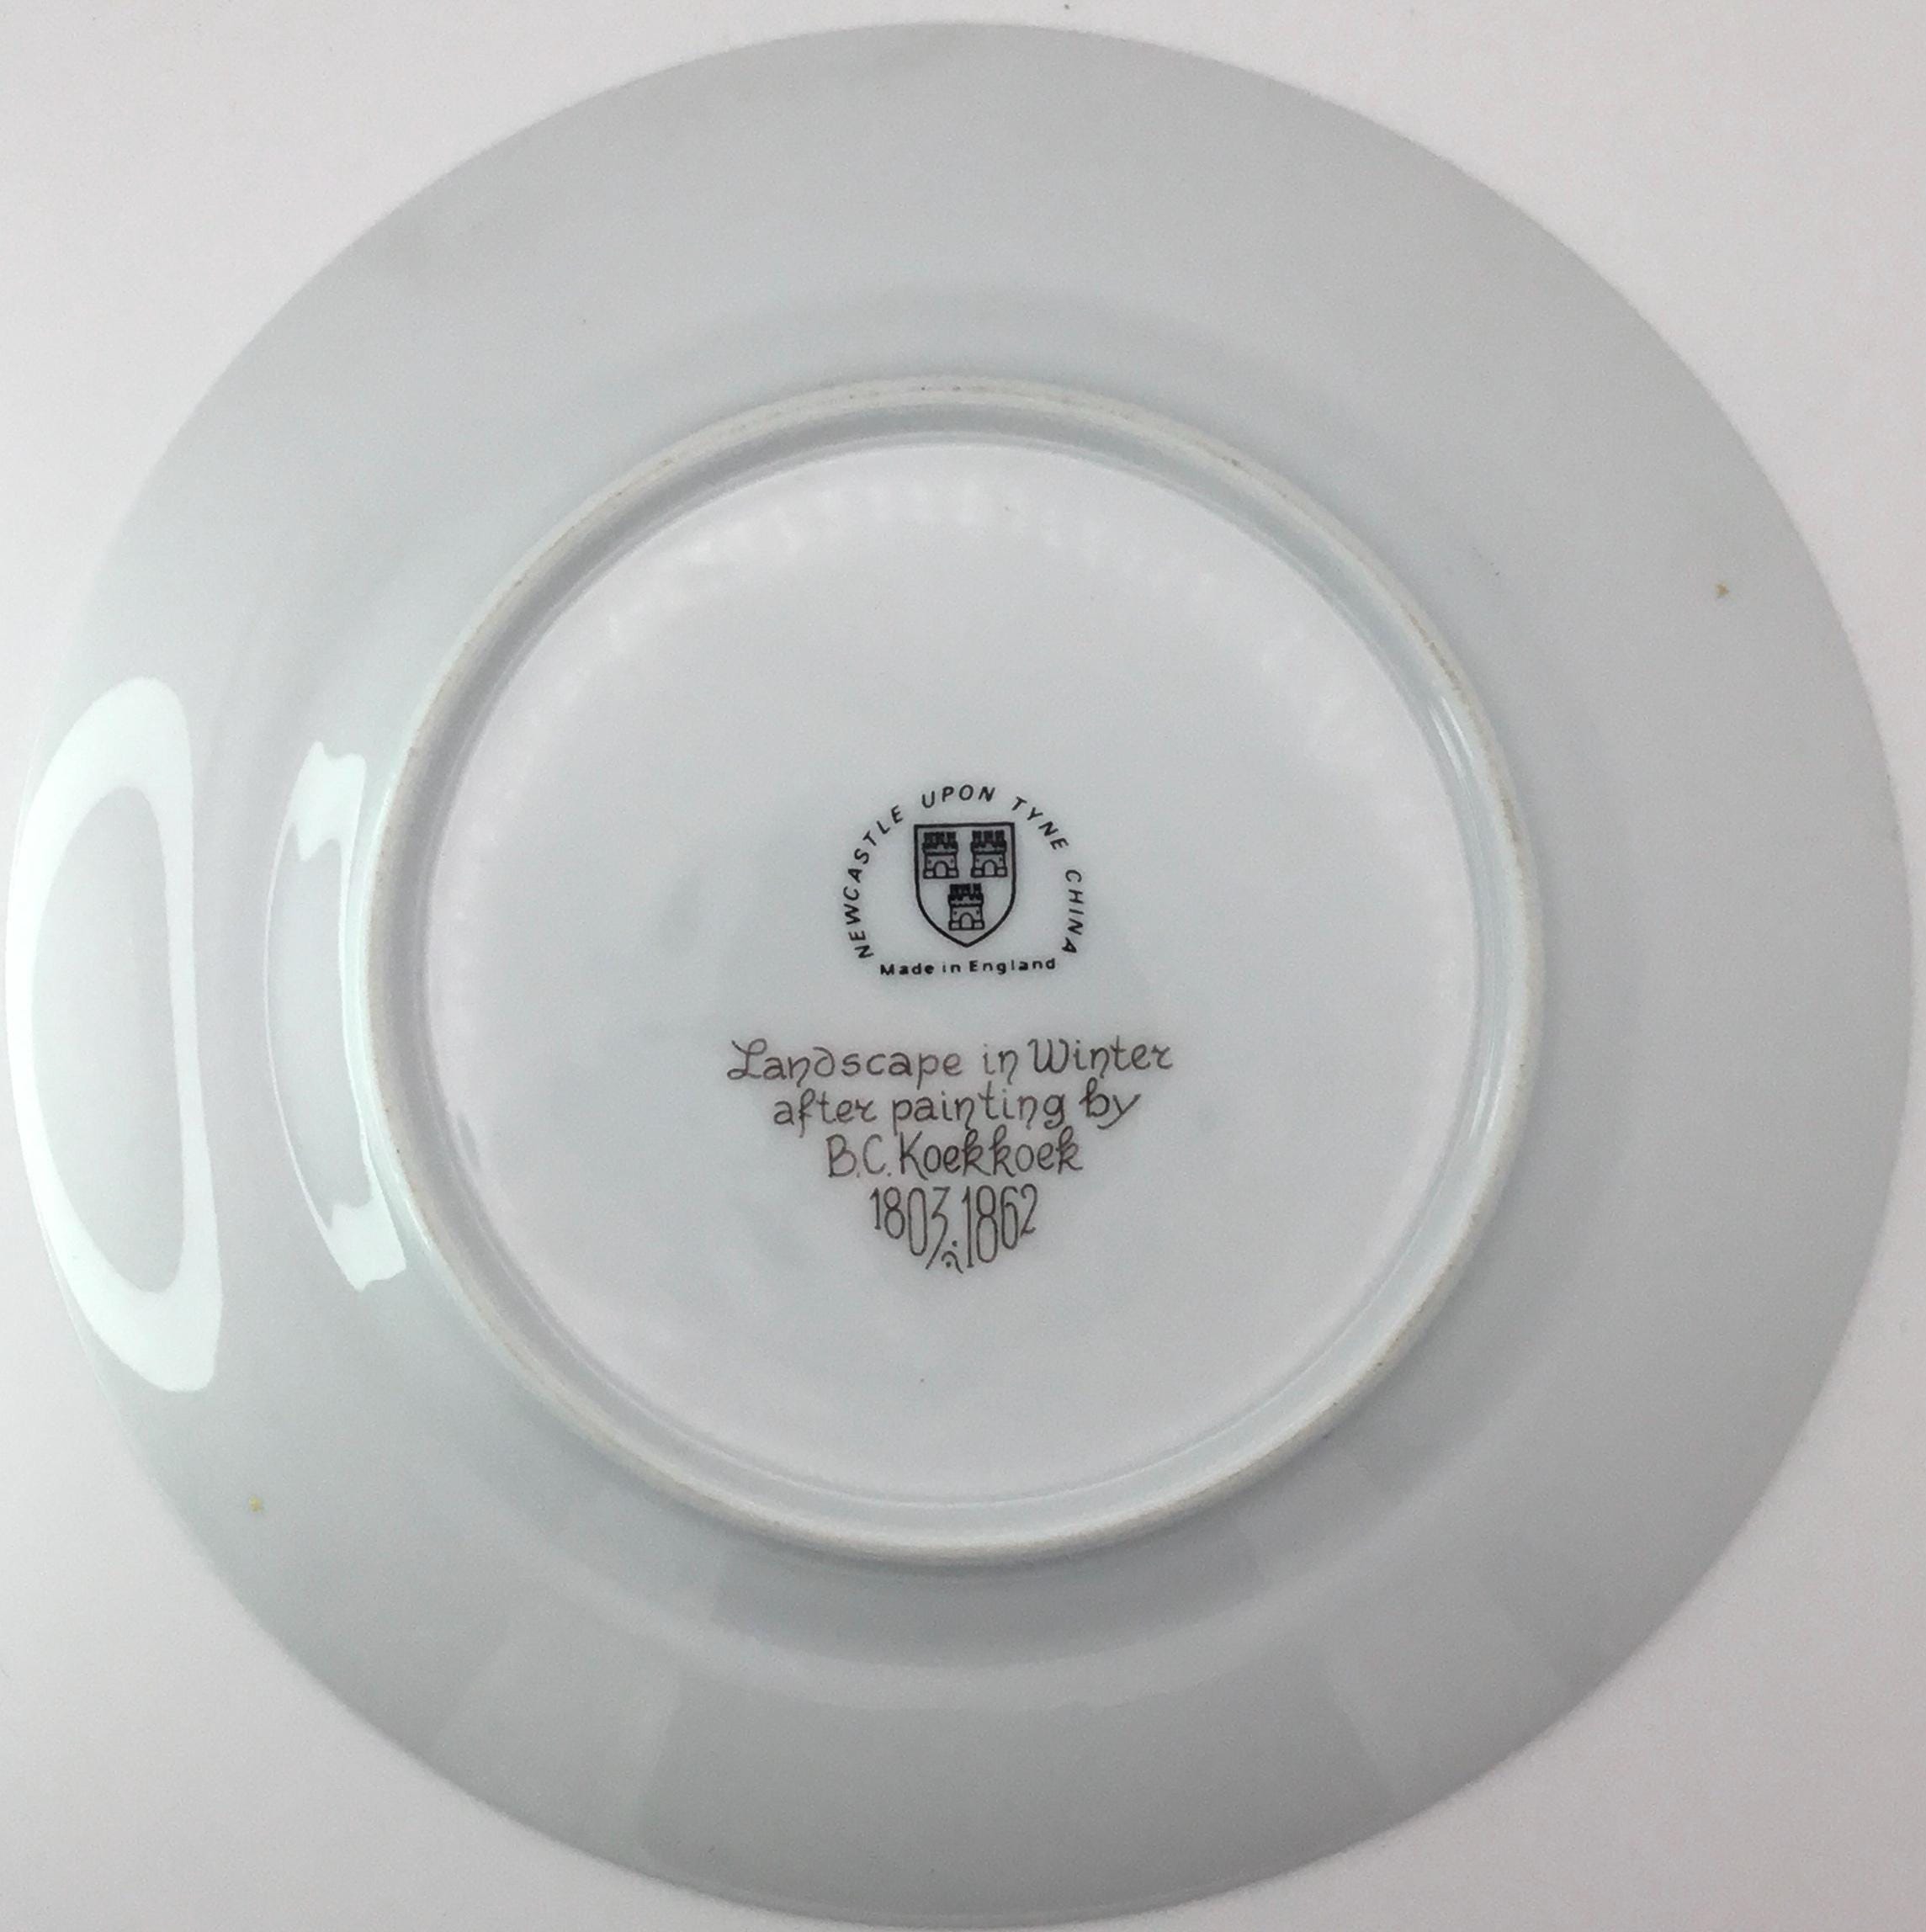 NEWCASTLE UPON TYNE CHINA
Made in England
Landscape in Winter
after painting by
B.C. Koekkoek
1803-1862